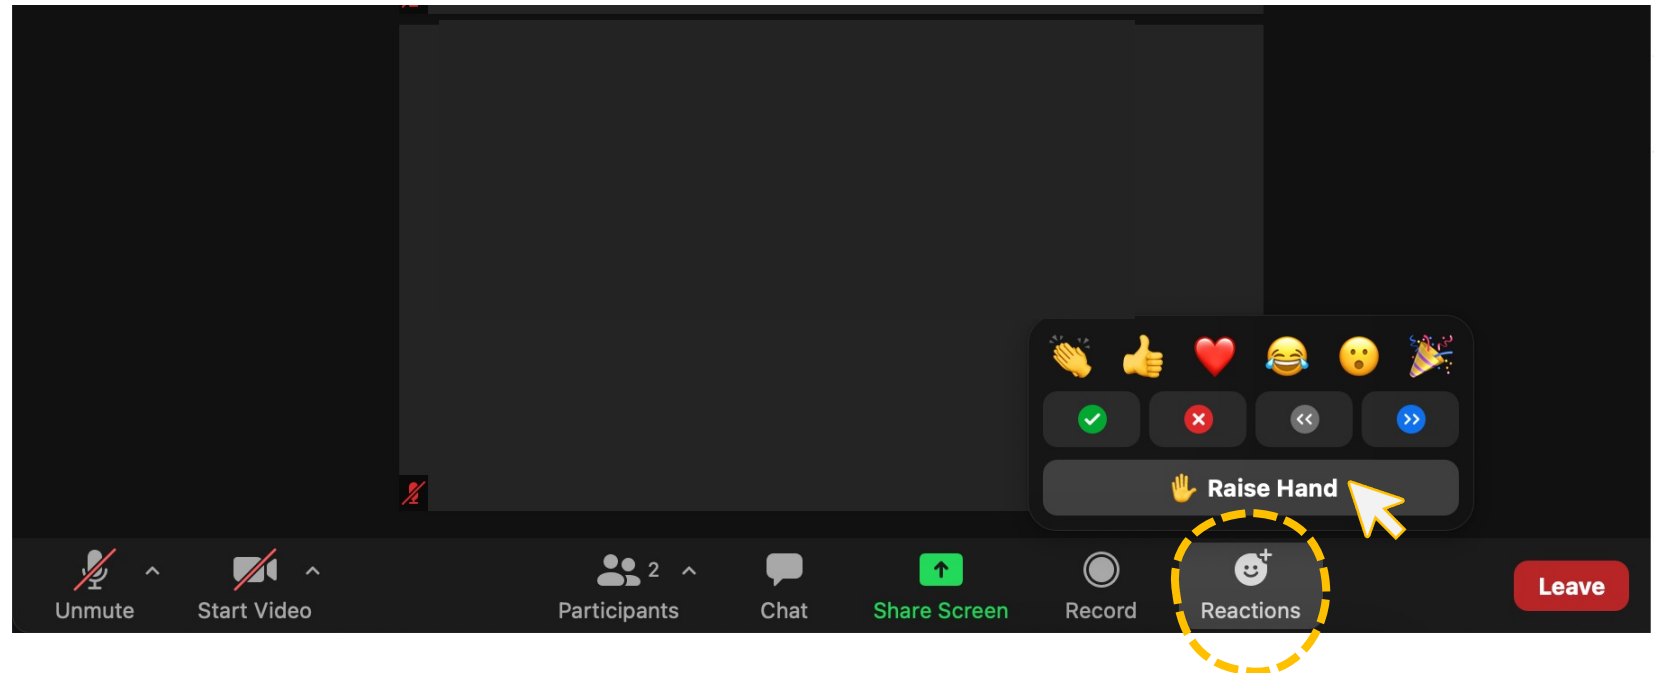 Raise Hand
Unmute
Start Video
2
Participants
Chat
Share Screen
Record
Reactions
Leave